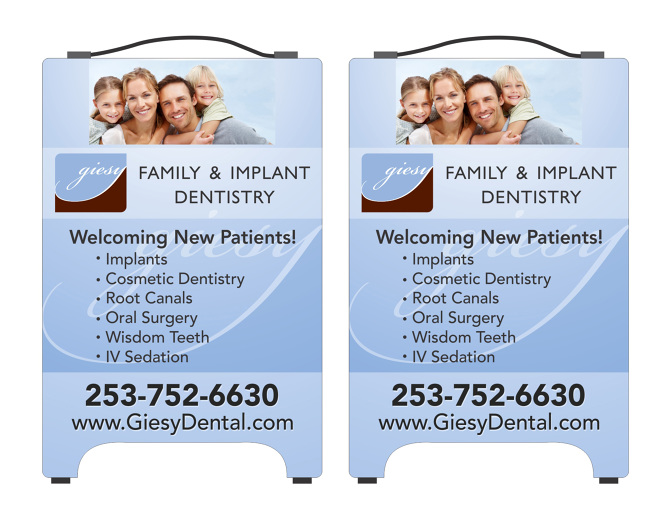 giesy
FAMILY & IMPLANT
DENTISTRY
Welcoming New Patients!
• Implants
• Cosmetic Dentistry
• Root Canals
• Oral Surgery
• Wisdom Teeth
• IV Sedation
253-752-6630
www.GiesyDental.com
giesy
FAMILY & IMPLANT
DENTISTRY
Welcoming New Patients!
• Implants
• Cosmetic Dentistry
• Root Canals
• Oral Surgery
• Wisdom Teeth
• IV Sedation
253-752-6630
www.GiesyDental.com